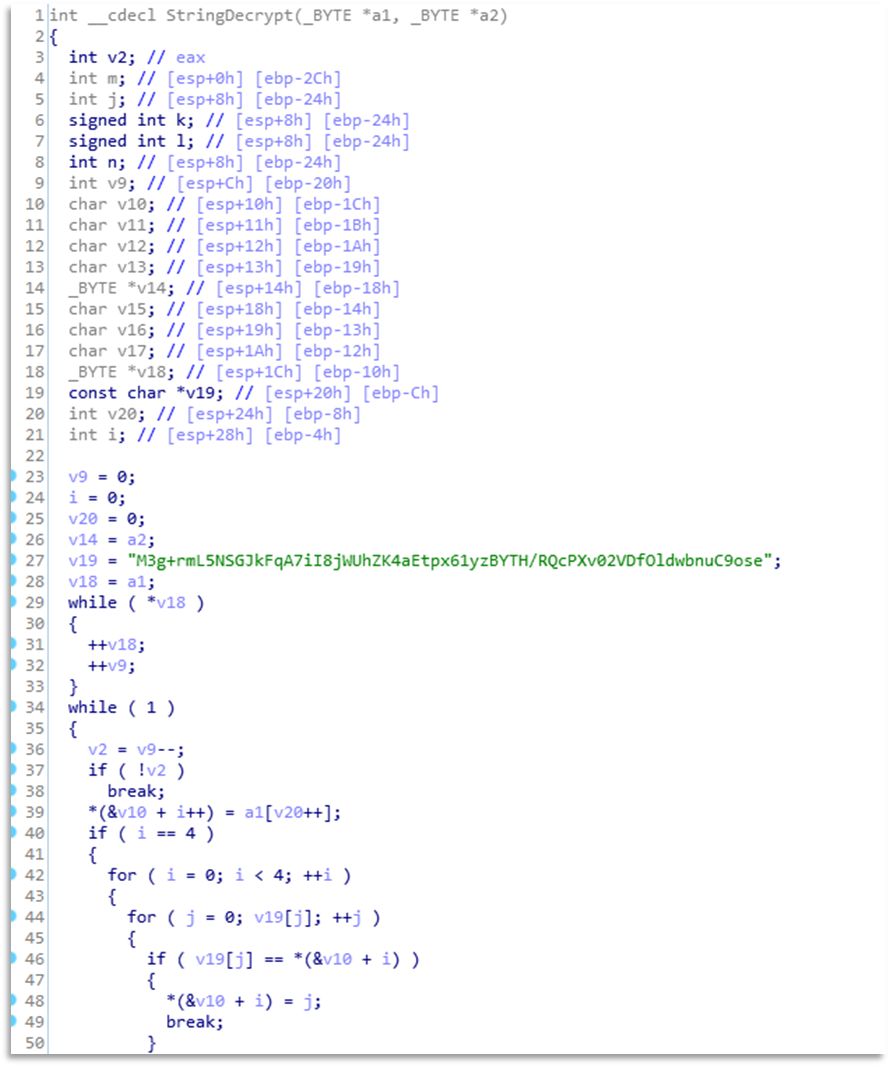 1 int __cdecl StringDecrypt(_BYTE *a1, _BYTE *a2)
2 {
3   int v2; // eax
4   int m; // [esp+0h] [ebp-2Ch]
5   int j; // [esp+8h] [ebp-24h]
6   signed int k; // [esp+8h] [ebp-24h]
7   signed int l; // [esp+8h] [ebp-24h]
8   int n; // [esp+8h] [ebp-24h]
9   int v9; // [esp+Ch] [ebp-20h]
10   char v10; // [esp+10h] [ebp-1Ch]
11   char v11; // [esp+11h] [ebp-1Bh]
12   char v12; // [esp+12h] [ebp-1Ah]
13   char v13; // [esp+13h] [ebp-19h]
14   _BYTE *v14; // [esp+14h] [ebp-18h]
15   char v15; // [esp+18h] [ebp-14h]
16   char v16; // [esp+19h] [ebp-13h]
17   char v17; // [esp+1Ah] [ebp-12h]
18   _BYTE *v18; // [esp+1Ch] [ebp-10h]
19   const char *v19; // [esp+20h] [ebp-Ch]
20   int v20; // [esp+24h] [ebp-8h]
21   int i; // [esp+28h] [ebp-4h]
22
23   v9 = 0;
24   i = 0;
25   v20 = 0;
26   v14 = a2;
27   v19 = "M3g+rmL5NSGJkFqA7iI8jWUhZK4aEtpx61yzBYTH/RQcPXv02VDfOldwbnuC9ose";
28   v18 = a1;
29   while ( *v18 )
30   {
31     ++v18;
32     ++v9;
33   }
34   while ( 1 )
35   {
36     v2 = v9--;
37     if ( !v2 )
38       break;
39     *(&v10 + i++) = a1[v20++];
40     if ( i == 4 )
41     {
42       for ( i = 0; i < 4; ++i )
43       {
44         for ( j = 0; v19[j]; ++j )
45         {
46           if ( v19[j] == *(&v10 + i) )
47           {
48             *(&v10 + i) = j;
49             break;
50           }